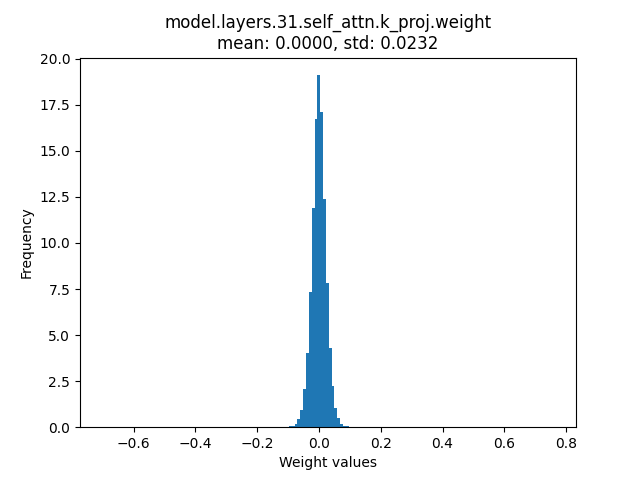 model.layers.31.self_attn.k_proj.weight
mean: 0.0000, std: 0.0232
20.0
17.5
15.0
12.5
10.0
7.5
5.0
2.5
0.0
Frequency
−0.6 −0.4 −0.2 0.0 0.2 0.4 0.6 0.8
Weight values